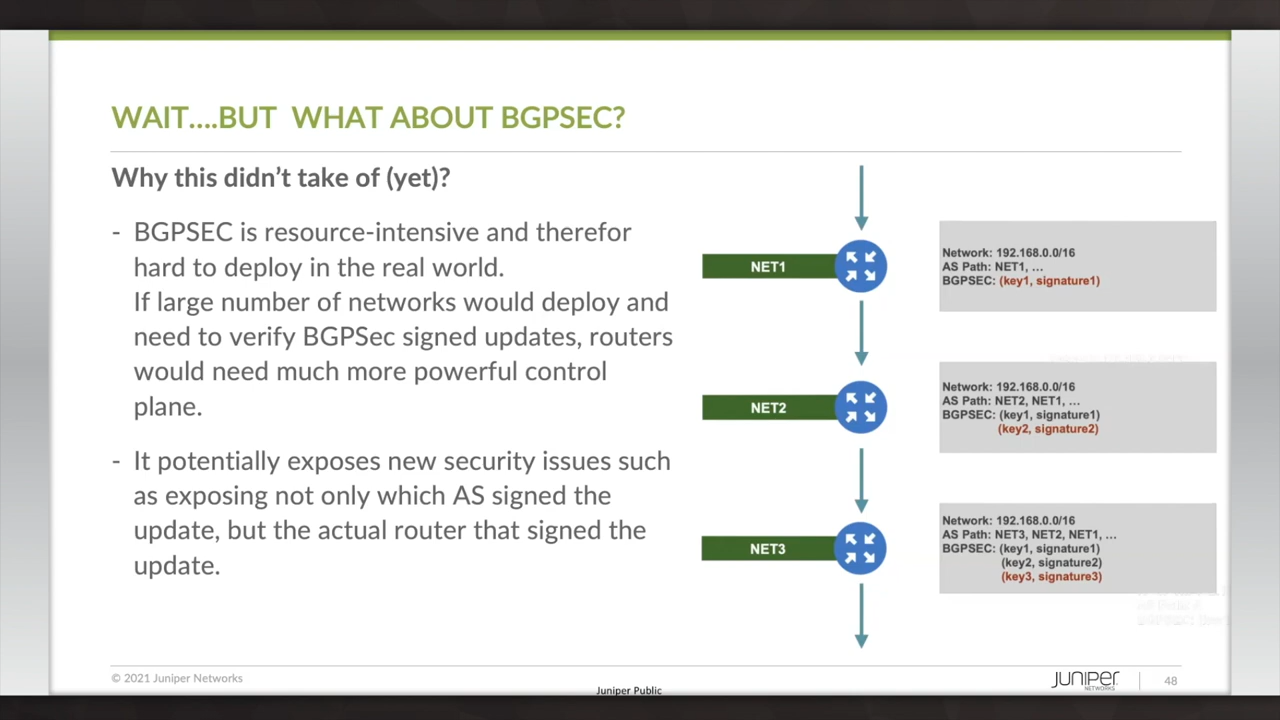 WAIT....BUT WHAT ABOUT BGPSEC?
Why this didn't take of (yet)?
- BGPSEC is resource-intensive and therefor
hard to deploy in the real world.
If large number of networks would deploy and
need to verify BGPSec signed updates, routers
would need much more powerful control
plane.
- It potentially exposes new security issues such
as exposing not only which AS signed the
update, but the actual router that signed the
update.
NET1
Network: 192.168.0.0/16
AS Path: NET1, ...
BGPSEC: (key1, signature1)
NET2
Network: 192.168.0.0/16
AS Path: NET2, NET1, ...
BGPSEC: (key1, signature1)
(key2, signature2)
NET3
Network: 192.168.0.0/16
AS Path: NET3, NET2, NET1, ...
BGPSEC: (key1, signature1)
(key2, signature2)
(key3, signature3)
© 2021 Juniper Networks
Juniper Public
JUNIPER
NETWORKS
48